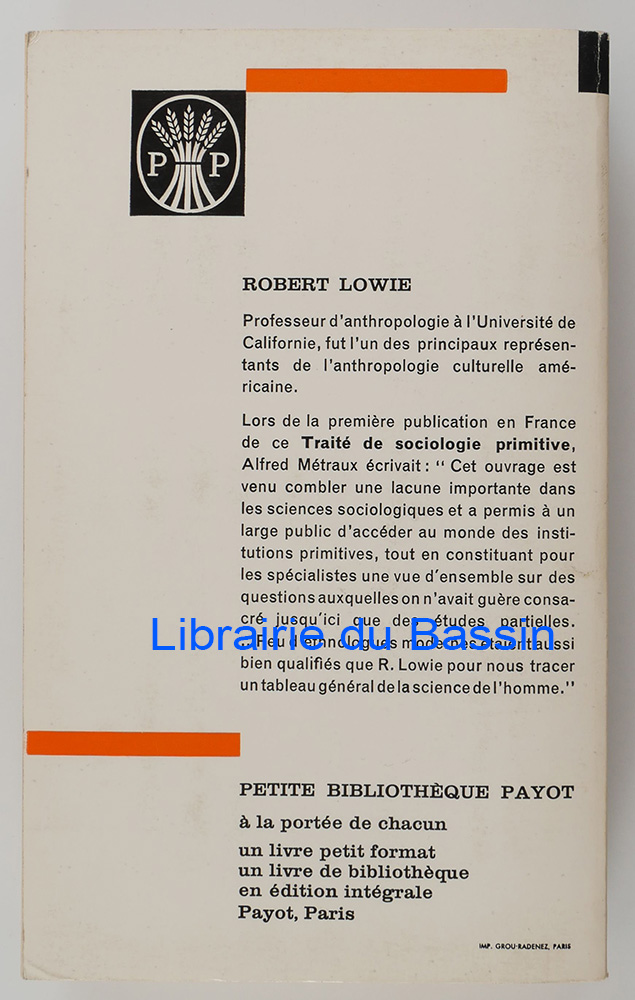 P P
ROBERT LOWIE
Professeur d'anthropologie à l'Université de
Californie, fut l'un des principaux représen-
tants de l'anthropologie culturelle amé-
ricaine.
Lors de la première publication en France
de ce Traité de sociologie primitive,
Alfred Métraux écrivait : " Cet ouvrage est
venu combler une lacune importante dans
les sciences sociologiques et a permis à un
large public d'accéder au monde des insti-
tutions primitives, tout en constituant pour
les spécialistes une vue d'ensemble sur des
questions auxquelles on n'avait guère consa-
cré jusqu'ici que des études partielles.
Librairie du Bassin
...Peu d'ethnologues modernes étaient aussi
bien qualifiés que R. Lowie pour nous tracer
un tableau général de la science de l'homme."
PETITE BIBLIOTHÈQUE PAYOT
à la portée de chacun
un livre petit format
un livre de bibliothèque
en édition intégrale
Payot, Paris
IMP. GROU-RADENEZ, PARIS